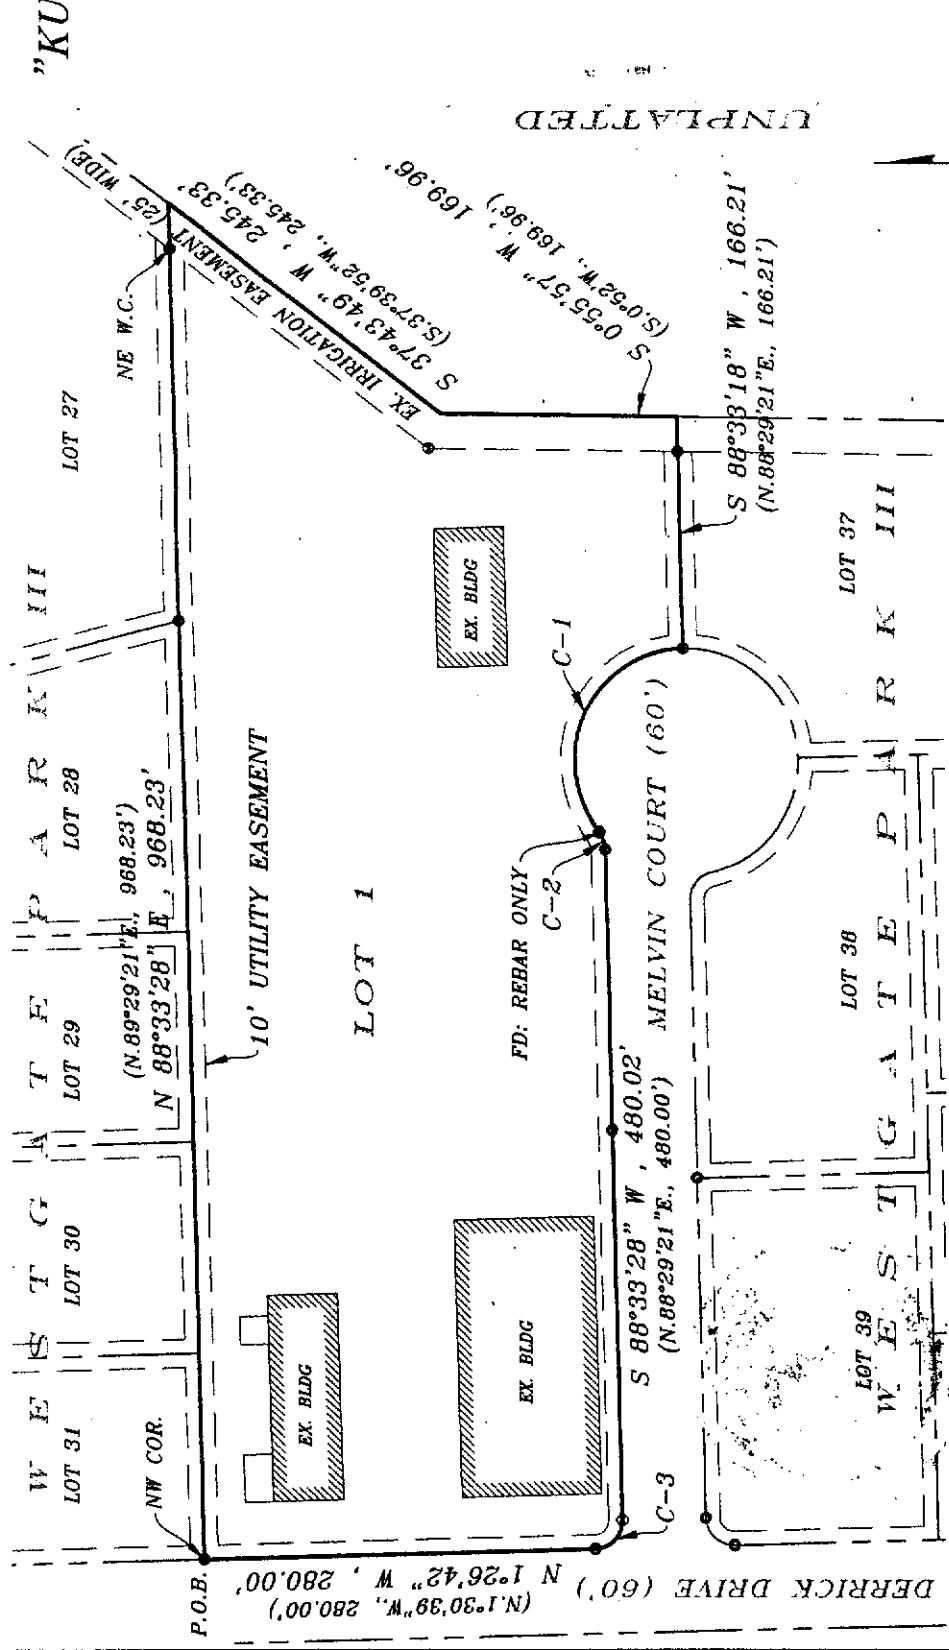 "KU
W E S T G A T E P A R K III
LOT 31
LOT 30
LOT 29
LOT 28
LOT 27
NW COR.
P.O.B.
(N.89°29'21"E., 968.23')
N 88°33'28" E , 968.23'
NE W.C.
(25' WIDE)
EX. IRRIGATION EASEMENT
S 37°43'49" W , 245.33'
(S.37°39'52"W., 245.33')
10' UTILITY EASEMENT
LOT 1
EX. BLDG
EX. BLDG
EX. BLDG
S 0°55'57" W , 169.96'
(S.0°52'W., 169.96')
UNPLATTED
FD: REBAR ONLY
C-2
C-1
C-3
S 88°33'28" W , 480.02'
(N.88°29'21"E., 480.00')
MELVIN COURT (60')
S 88°33'18" W , 166.21'
(N.88°29'21"E., 166.21')
N 1°26'42" W , 280.00'
(N.1°30'39"W., 280.00')
DERRICK DRIVE (60')
LOT 39
LOT 38
LOT 37
W E S T G A T E P A R K III